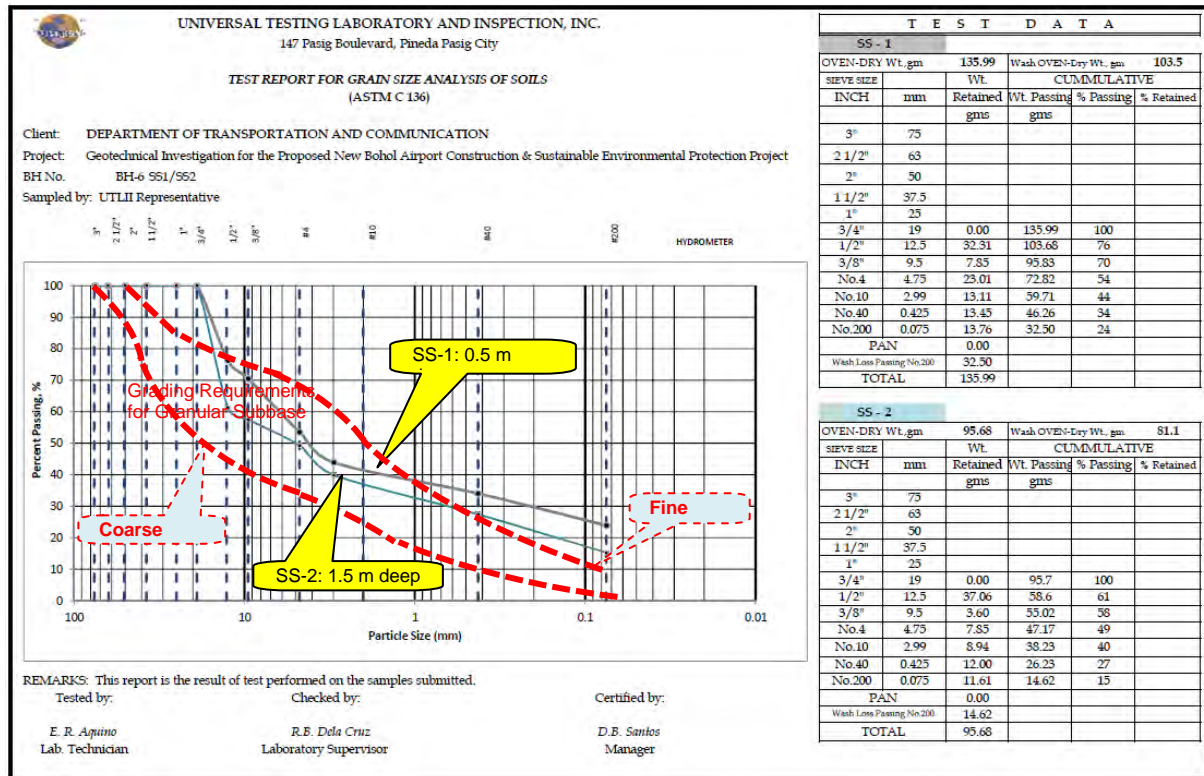 UNIVERSAL TESTING LABORATORY AND INSPECTION, INC.
147 Pasig Boulevard, Pineda Pasig City
TEST REPORT FOR GRAIN SIZE ANALYSIS OF SOILS
(ASTM C 136)
Client: DEPARTMENT OF TRANSPORTATION AND COMMUNICATION
Project: Geotechnical Investigation for the Proposed New Bohol Airport Construction & Sustainable Environmental Protection Project
BH No. BH-6 SS1/SS2
Sampled by: UTLII Representative
3" 2 1/2" 2" 1 1/2" 1" 3/4" 1/2" 3/8" #4 #10 #40 #200 HYDROMETER
Percent Passing, %
100
90
80
70
60
50
40
30
20
10
0
SS-1: 0.5 m
Grading Requirements
for Granular Subbase
Coarse
Fine
SS-2: 1.5 m deep
100 10 1 0.1 0.01
Particle Size (mm)
REMARKS: This report is the result of test performed on the samples submitted.
Tested by: Checked by: Certified by:
E. R. Aquino R.B. Dela Cruz D.B. Santos
Lab. Technician Laboratory Supervisor Manager
T E S T D A T A
SS - 1
OVEN-DRY Wt.,gm 135.99 Wash OVEN-Dry Wt., gm 103.5
SIEVE SIZE Wt. CUMMULATIVE
INCH mm Retained Wt. Passing % Passing % Retained
gms gms
3" 75
2 1/2" 63
2" 50
1 1/2" 37.5
1" 25
3/4" 19 0.00 135.99 100
1/2" 12.5 32.31 103.68 76
3/8" 9.5 7.85 95.83 70
No.4 4.75 23.01 72.82 54
No.10 2.99 13.11 59.71 44
No.40 0.425 13.45 46.26 34
No.200 0.075 13.76 32.50 24
PAN 0.00
Wash Loss Passing No.200 32.50
TOTAL 135.99
SS - 2
OVEN-DRY Wt.,gm 95.68 Wash OVEN-Dry Wt., gm 81.1
SIEVE SIZE Wt. CUMMULATIVE
INCH mm Retained Wt. Passing % Passing % Retained
gms gms
3" 75
2 1/2" 63
2" 50
1 1/2" 37.5
1" 25
3/4" 19 0.00 95.7 100
1/2" 12.5 37.06 58.6 61
3/8" 9.5 3.60 55.02 58
No.4 4.75 7.85 47.17 49
No.10 2.99 8.94 38.23 40
No.40 0.425 12.00 26.23 27
No.200 0.075 11.61 14.62 15
PAN 0.00
Wash Loss Passing No.200 14.62
TOTAL 95.68